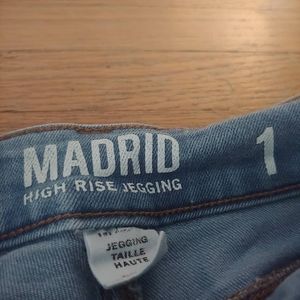 MADRID
HIGH RISE JEGGING
1
JEGGING
TAILLE
HAUTE